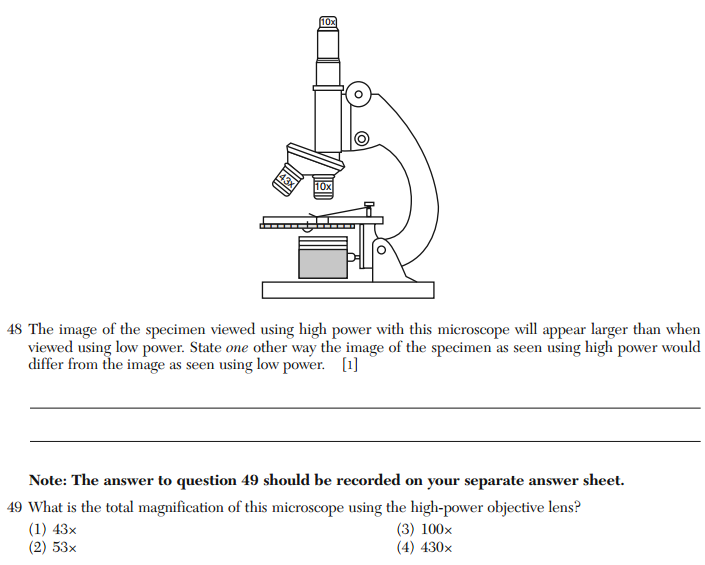 10x
43x
10x
48 The image of the specimen viewed using high power with this microscope will appear larger than when
viewed using low power. State one other way the image of the specimen as seen using high power would
differ from the image as seen using low power. [1]
Note: The answer to question 49 should be recorded on your separate answer sheet.
49 What is the total magnification of this microscope using the high-power objective lens?
(1) 43× (3) 100×
(2) 53× (4) 430×